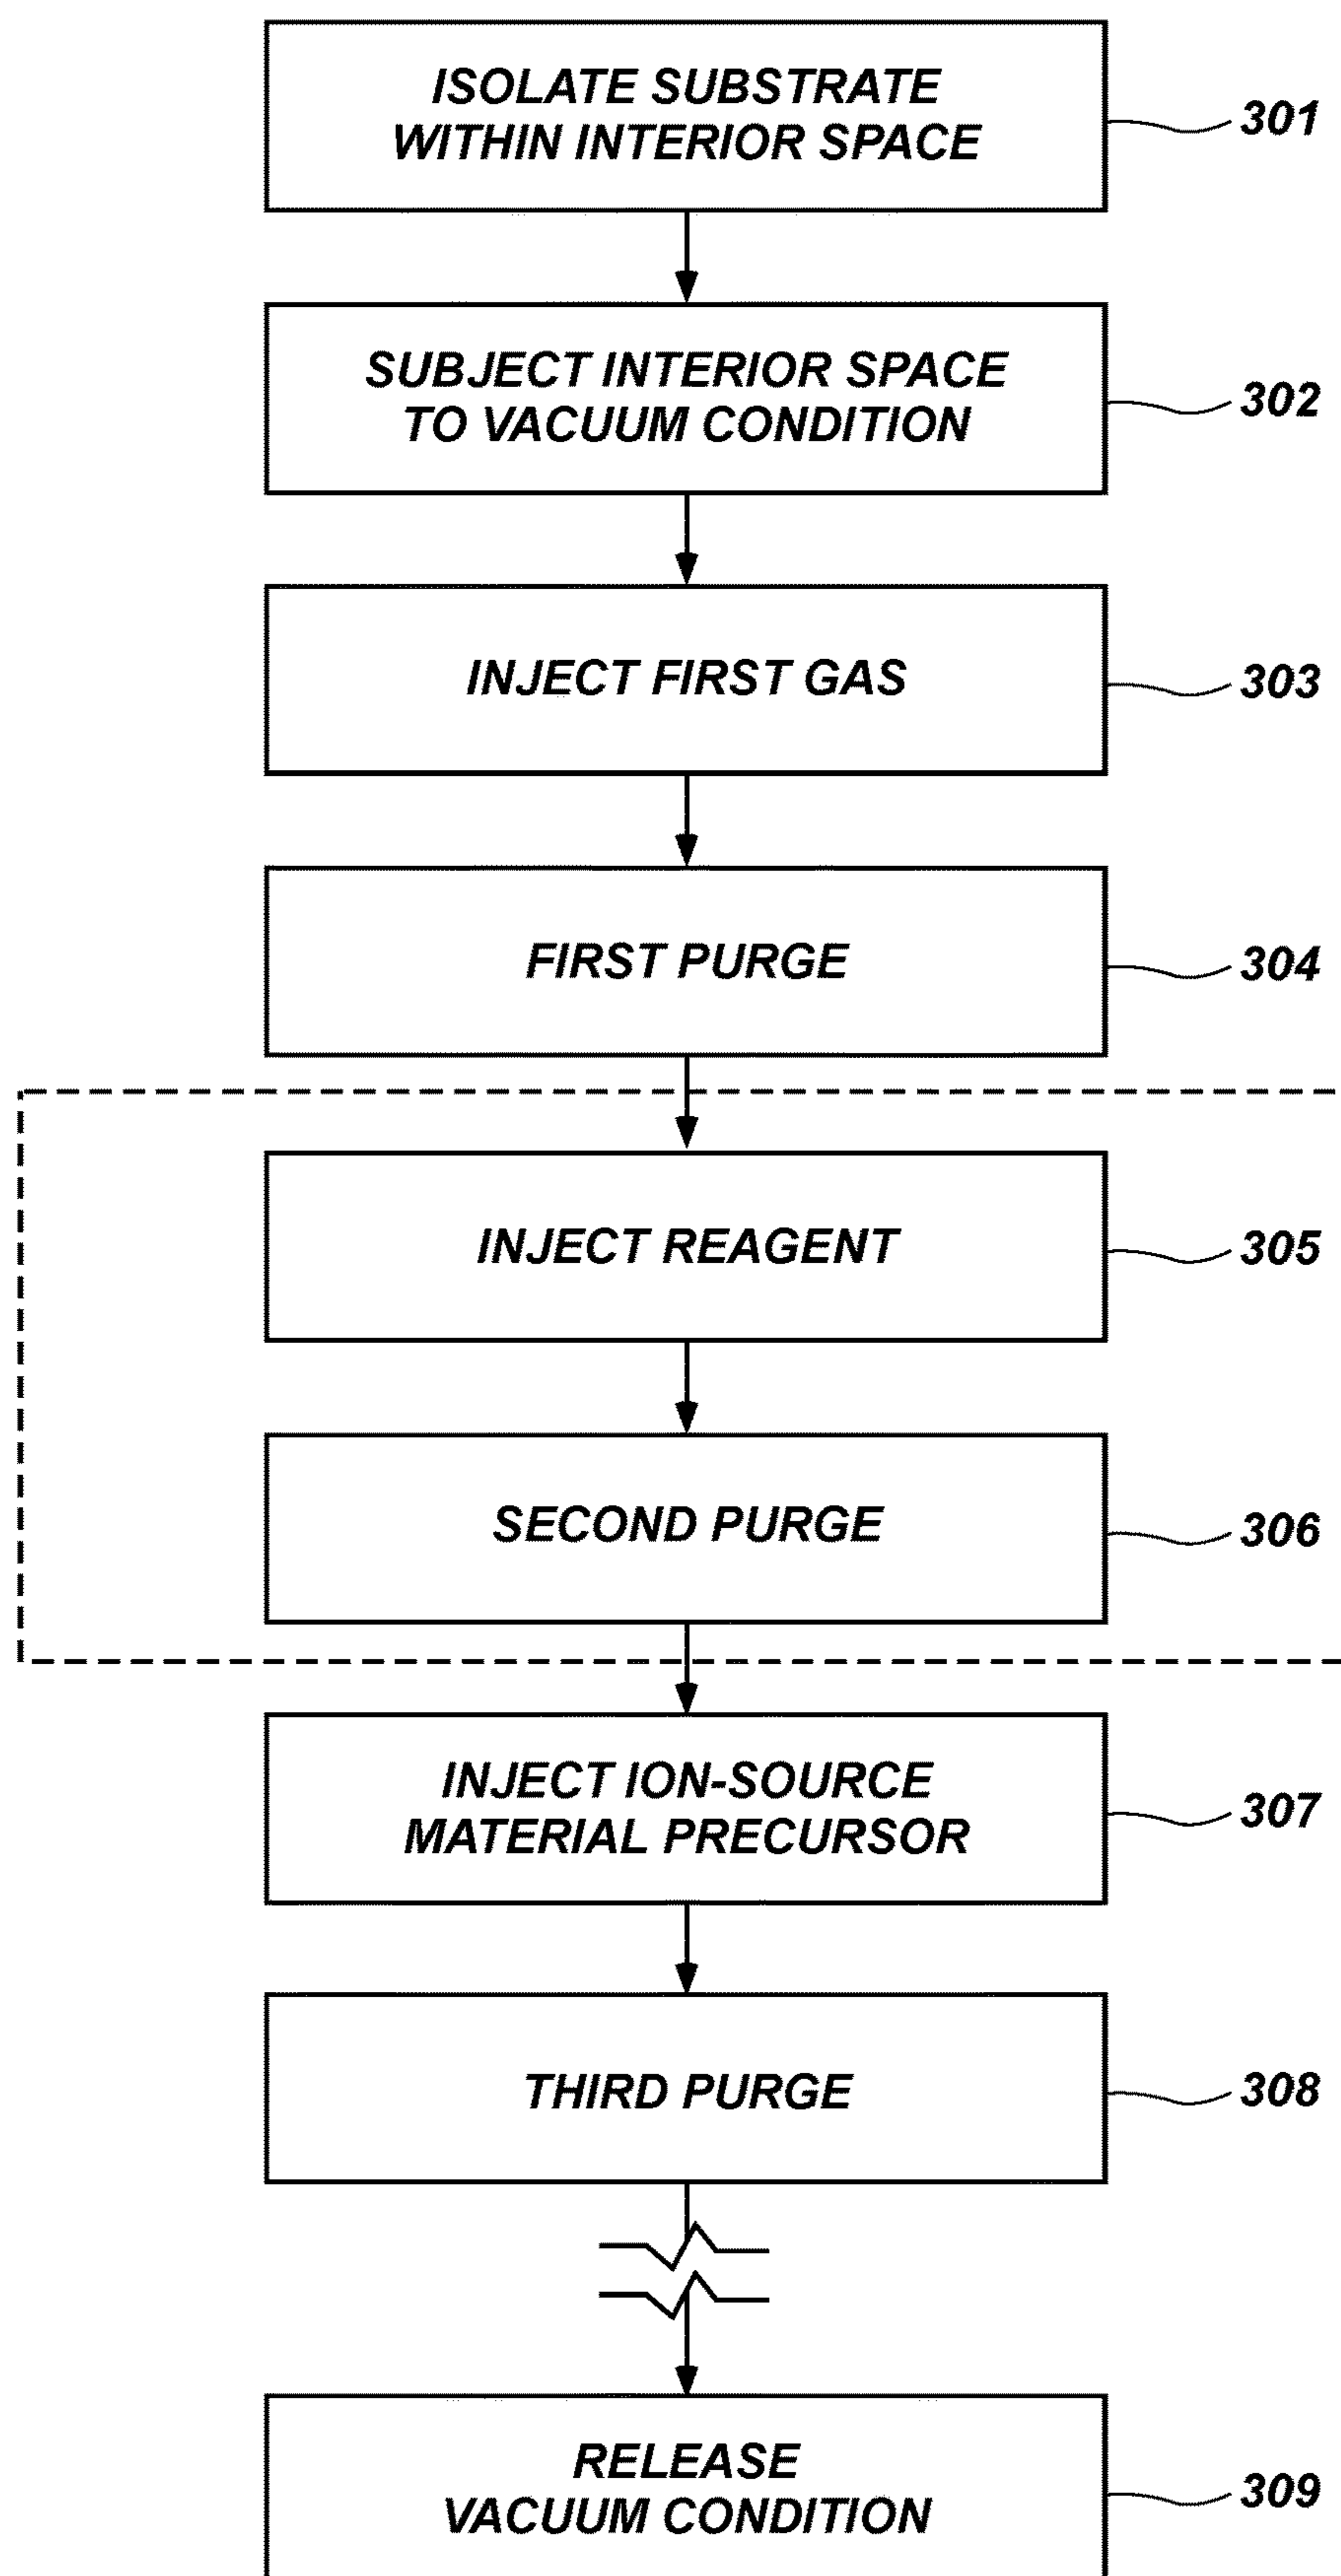 ISOLATE SUBSTRATE
WITHIN INTERIOR SPACE
301
SUBJECT INTERIOR SPACE
TO VACUUM CONDITION
302
INJECT FIRST GAS
303
FIRST PURGE
304
INJECT REAGENT
305
SECOND PURGE
306
INJECT ION-SOURCE
MATERIAL PRECURSOR
307
THIRD PURGE
308
RELEASE
VACUUM CONDITION
309